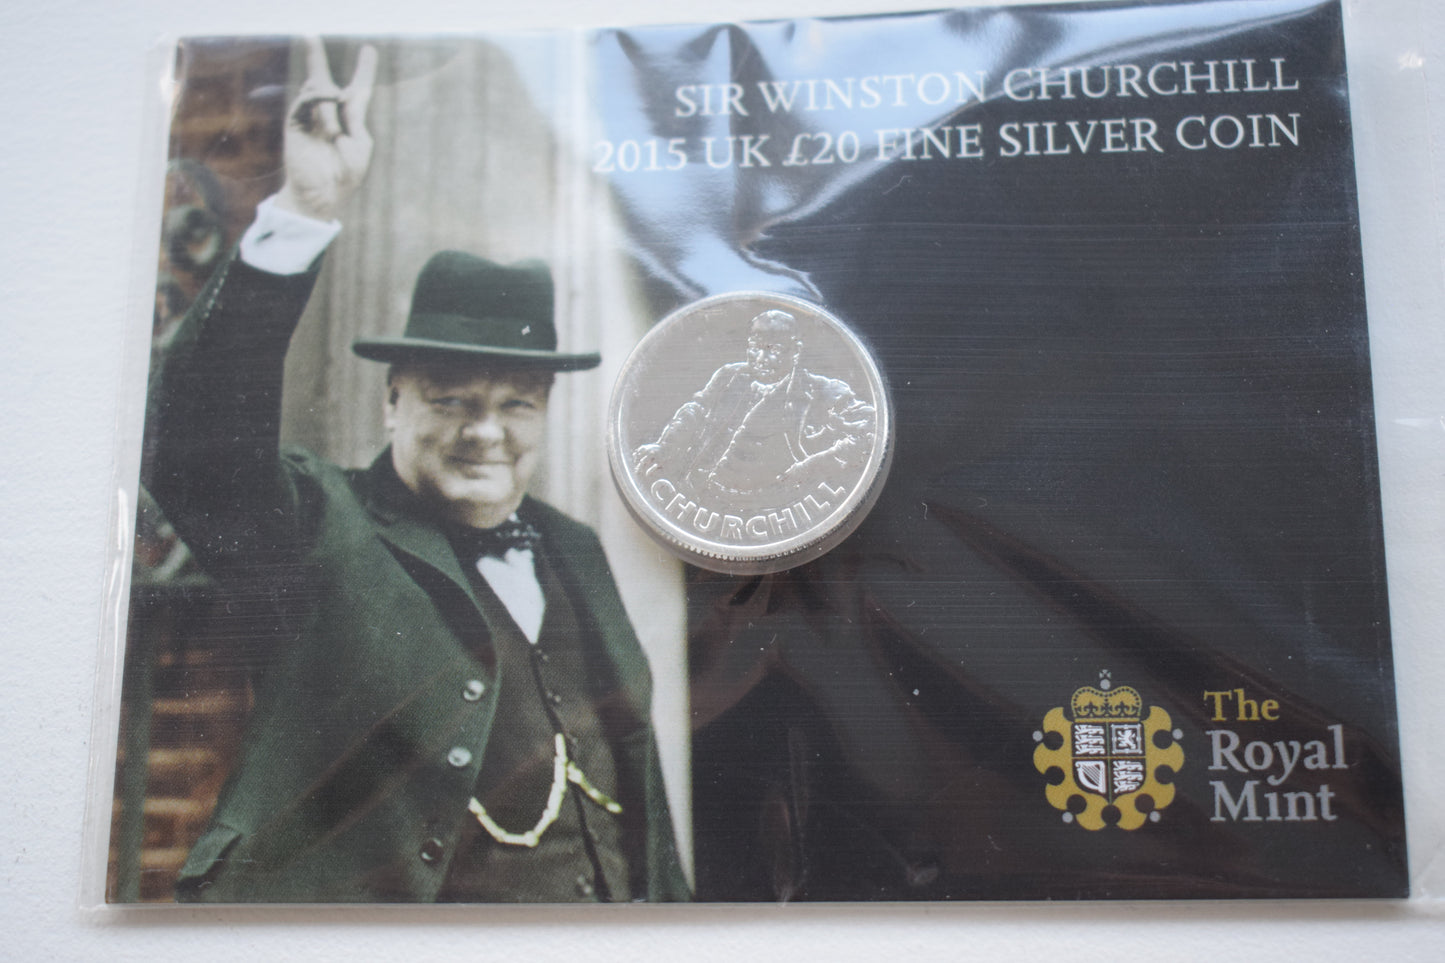 SIR WINSTON CHURCHILL
2015 UK £20 FINE SILVER COIN
CHURCHILL
The
Royal
Mint